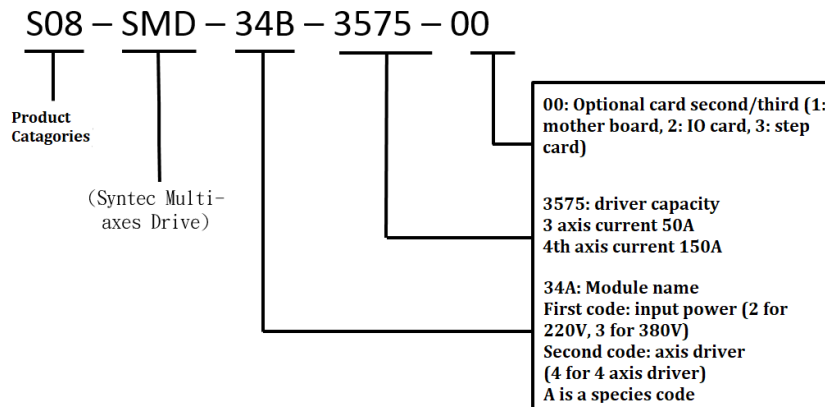 S08 – SMD – 34B – 3575 – 00
Product
Catagories
(Syntec Multi-
axes Drive)
00: Optional card second/third (1:
mother board, 2: IO card, 3: step
card)
3575: driver capacity
3 axis current 50A
4th axis current 150A
34A: Module name
First code: input power (2 for
220V, 3 for 380V)
Second code: axis driver
(4 for 4 axis driver)
A is a species code